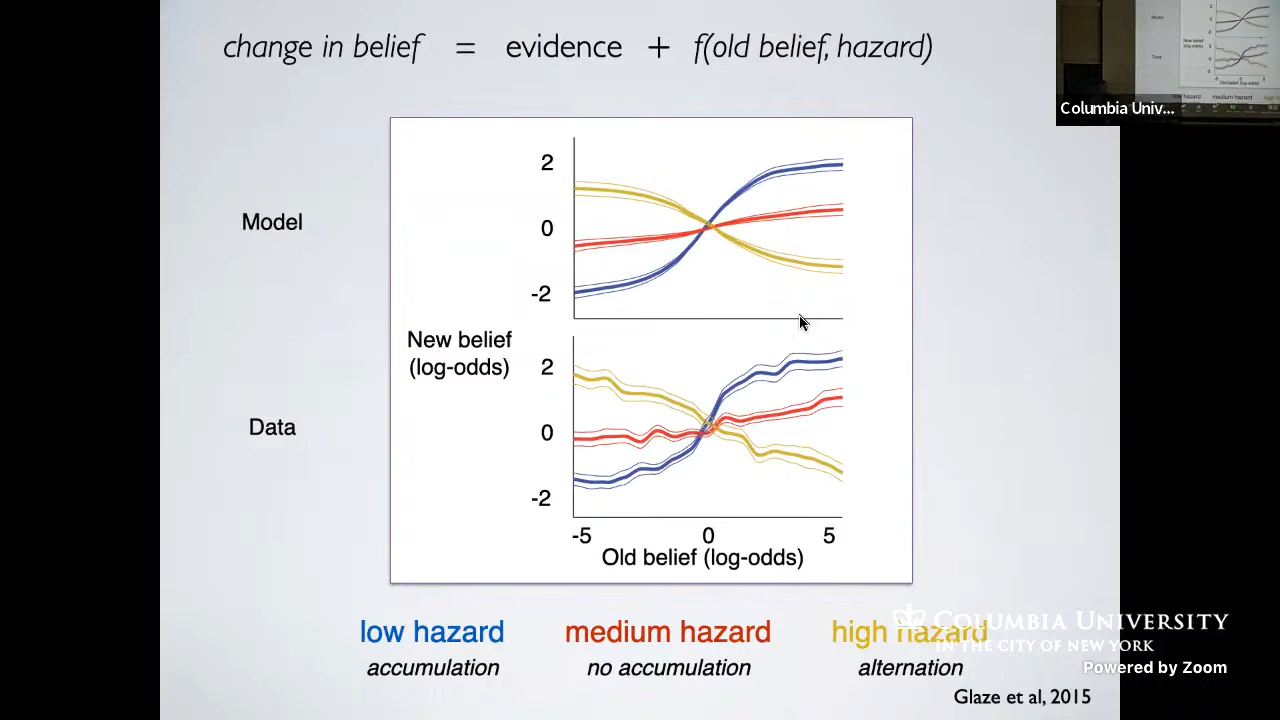 change in belief = evidence + f(old belief, hazard)
Columbia Univ...
Model
2
0
-2
New belief
(log-odds)
Data
2
0
-2
-5 0 5
Old belief (log-odds)
low hazard medium hazard high hazard
accumulation no accumulation alternation
COLUMBIA UNIVERSITY
IN THE CITY OF NEW YORK
Powered by Zoom
Glaze et al, 2015